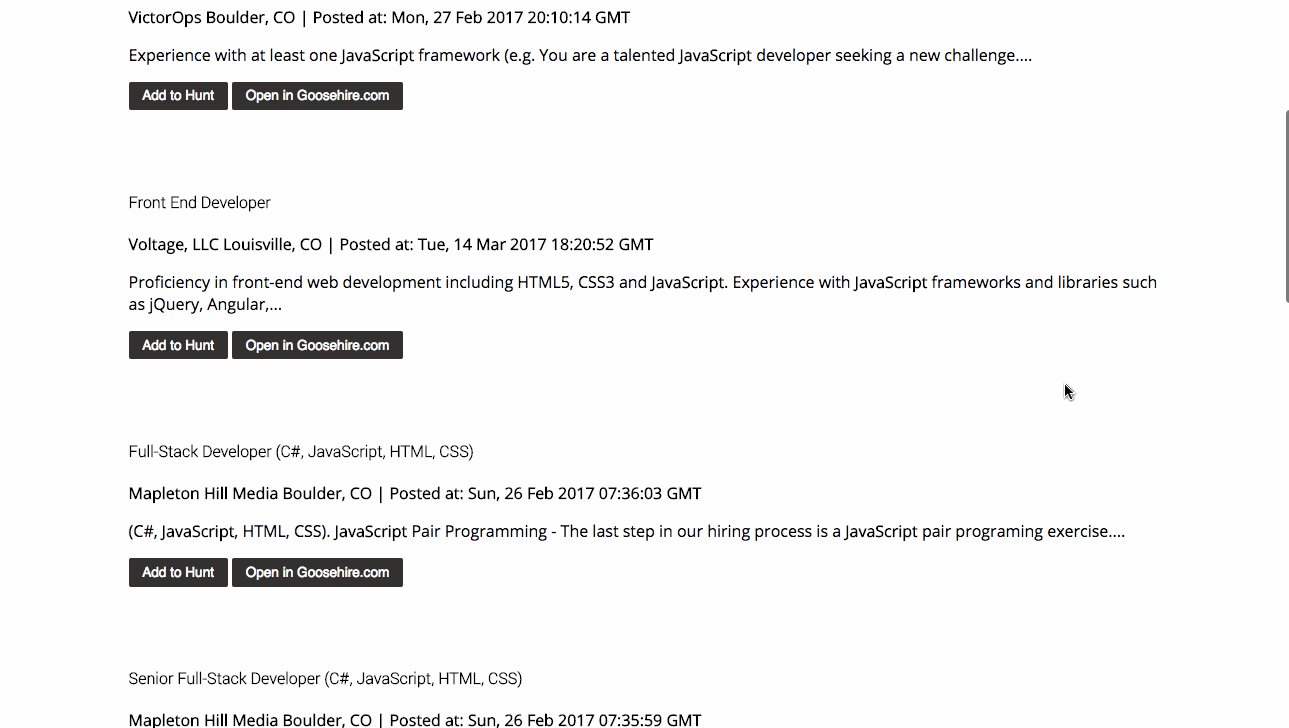 VictorOps Boulder, CO | Posted at: Mon, 27 Feb 2017 20:10:14 GMT
Experience with at least one JavaScript framework (e.g. You are a talented JavaScript developer seeking a new challenge....
Add to Hunt Open in Goosehire.com
Front End Developer
Voltage, LLC Louisville, CO | Posted at: Tue, 14 Mar 2017 18:20:52 GMT
Proficiency in front-end web development including HTML5, CSS3 and JavaScript. Experience with JavaScript frameworks and libraries such
as jQuery, Angular,...
Add to Hunt Open in Goosehire.com
Full-Stack Developer (C#, JavaScript, HTML, CSS)
Mapleton Hill Media Boulder, CO | Posted at: Sun, 26 Feb 2017 07:36:03 GMT
(C#, JavaScript, HTML, CSS). JavaScript Pair Programming - The last step in our hiring process is a JavaScript pair programing exercise....
Add to Hunt Open in Goosehire.com
Senior Full-Stack Developer (C#, JavaScript, HTML, CSS)
Mapleton Hill Media Boulder, CO | Posted at: Sun, 26 Feb 2017 07:35:59 GMT